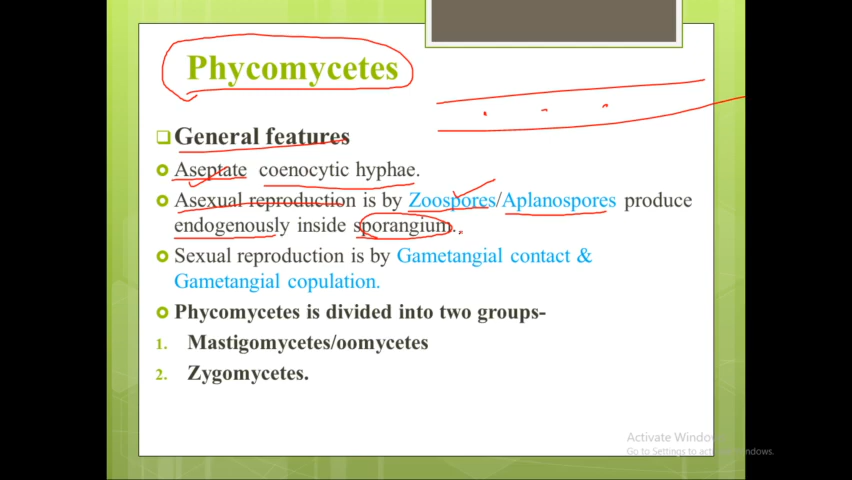 Phycomycetes
General features
Aseptate coenocytic hyphae.
Asexual reproduction is by Zoospores/Aplanospores produce
endogenously inside sporangium.
Sexual reproduction is by Gametangial contact &
Gametangial copulation.
Phycomycetes is divided into two groups-
1. Mastigomycetes/oomycetes
2. Zygomycetes.
Activate Windows
Go to Settings to activate Windows.